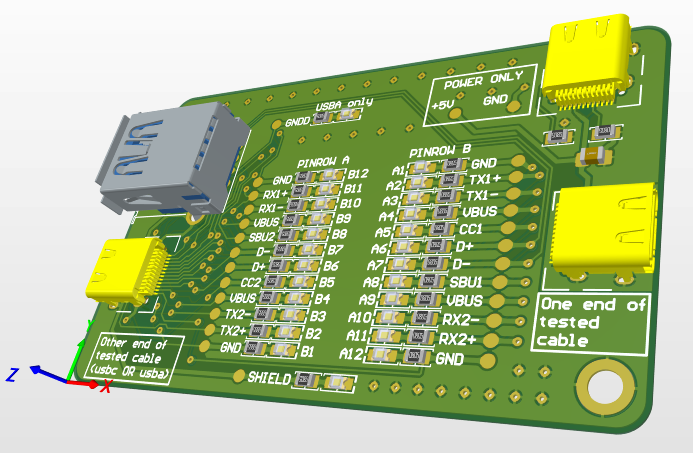 POWER ONLY
+5V GND
USBA only
GNDD
PINROW A
GND B12
RX1+ B11
RX1- B10
VBUS B9
SBU2 B8
D- B7
D+ B6
CC2 B5
VBUS B4
TX2- B3
TX2+ B2
GND B1
PINROW B
A1 GND
A2 TX1+
A3 TX1-
A4 VBUS
A5 CC1
A6 D+
A7 D-
A8 SBU1
A9 VBUS
A10 RX2-
A11 RX2+
A12 GND
One end of
tested
cable
Other end of
tested cable
(usbc OR usba)
SHIELD
Y
Z
X